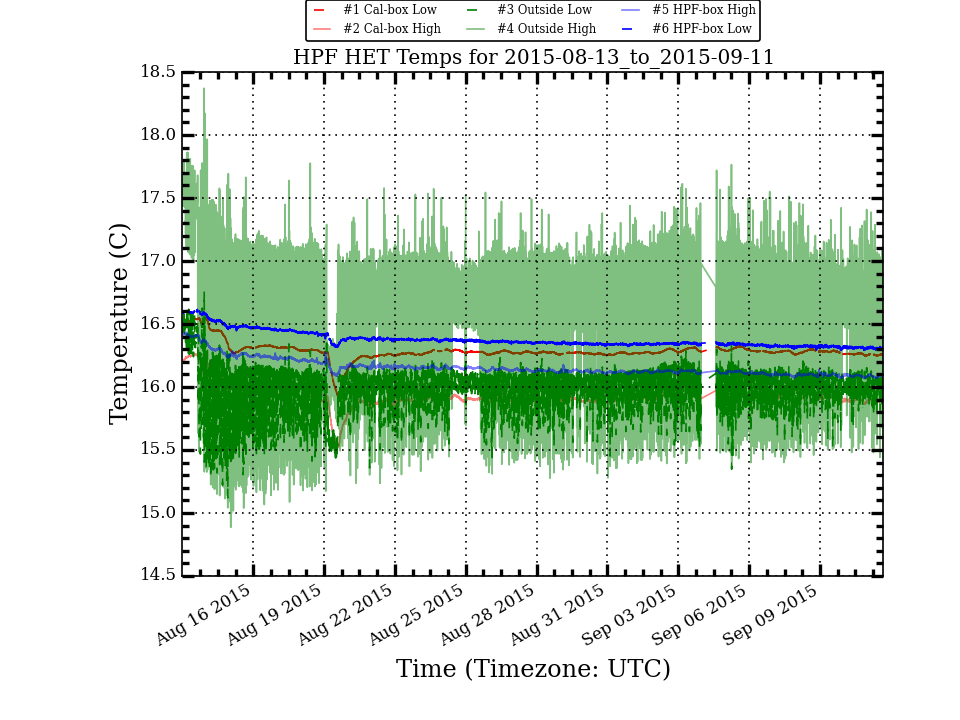 #1 Cal-box Low #3 Outside Low #5 HPF-box High
#2 Cal-box High #4 Outside High #6 HPF-box Low
HPF HET Temps for 2015-08-13_to_2015-09-11
18.5
18.0
17.5
17.0
16.5
16.0
15.5
15.0
14.5
Temperature (C)
Aug 16 2015 Aug 19 2015 Aug 22 2015 Aug 25 2015 Aug 28 2015 Aug 31 2015 Sep 03 2015 Sep 06 2015 Sep 09 2015
Time (Timezone: UTC)